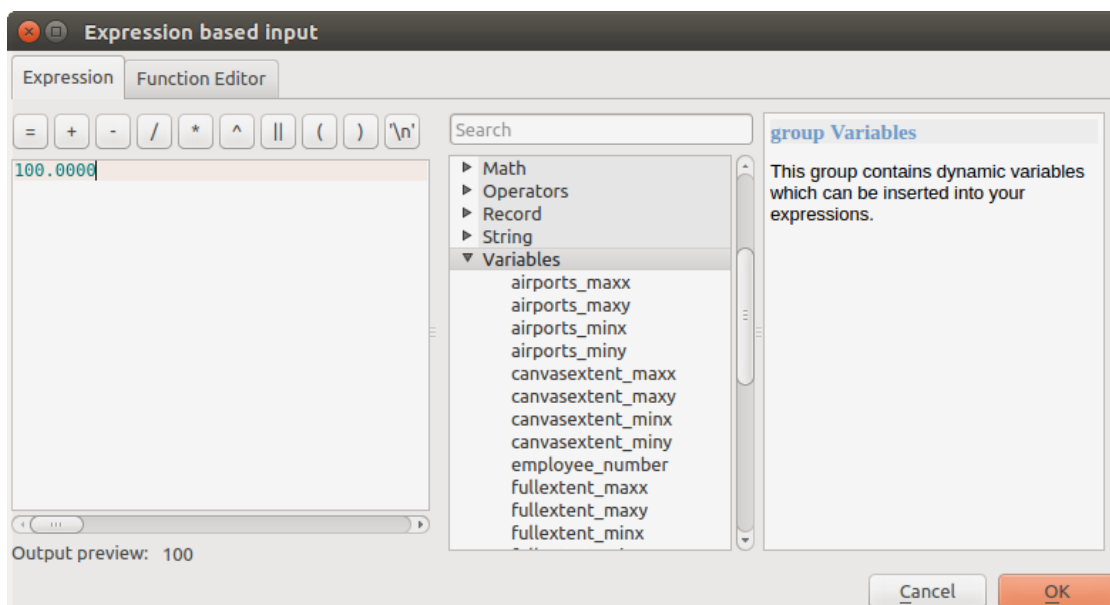 Expression based input
Expression
Function Editor
= + - / * ^ || ( ) '\n'
100.0000
Output preview: 100
Search
Math
Operators
Record
String
Variables
airports_maxx
airports_maxy
airports_minx
airports_miny
canvasextent_maxx
canvasextent_maxy
canvasextent_minx
canvasextent_miny
employee_number
fullextent_maxx
fullextent_maxy
fullextent_minx
group Variables
This group contains dynamic variables
which can be inserted into your
expressions.
Cancel
OK